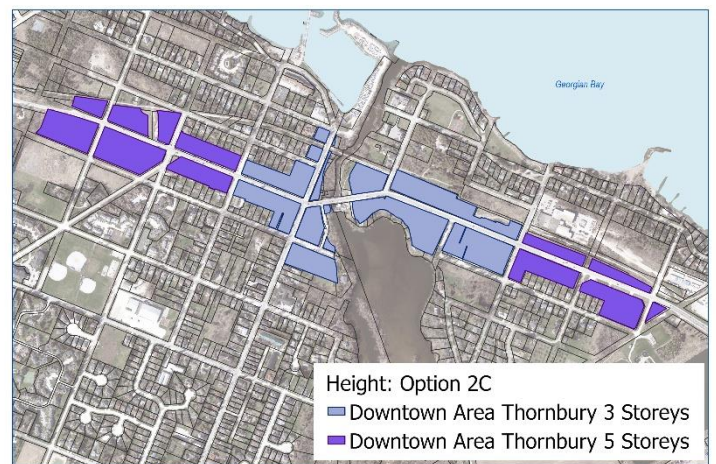 Georgian Bay
Height: Option 2C
Downtown Area Thornbury 3 Storeys
Downtown Area Thornbury 5 Storeys